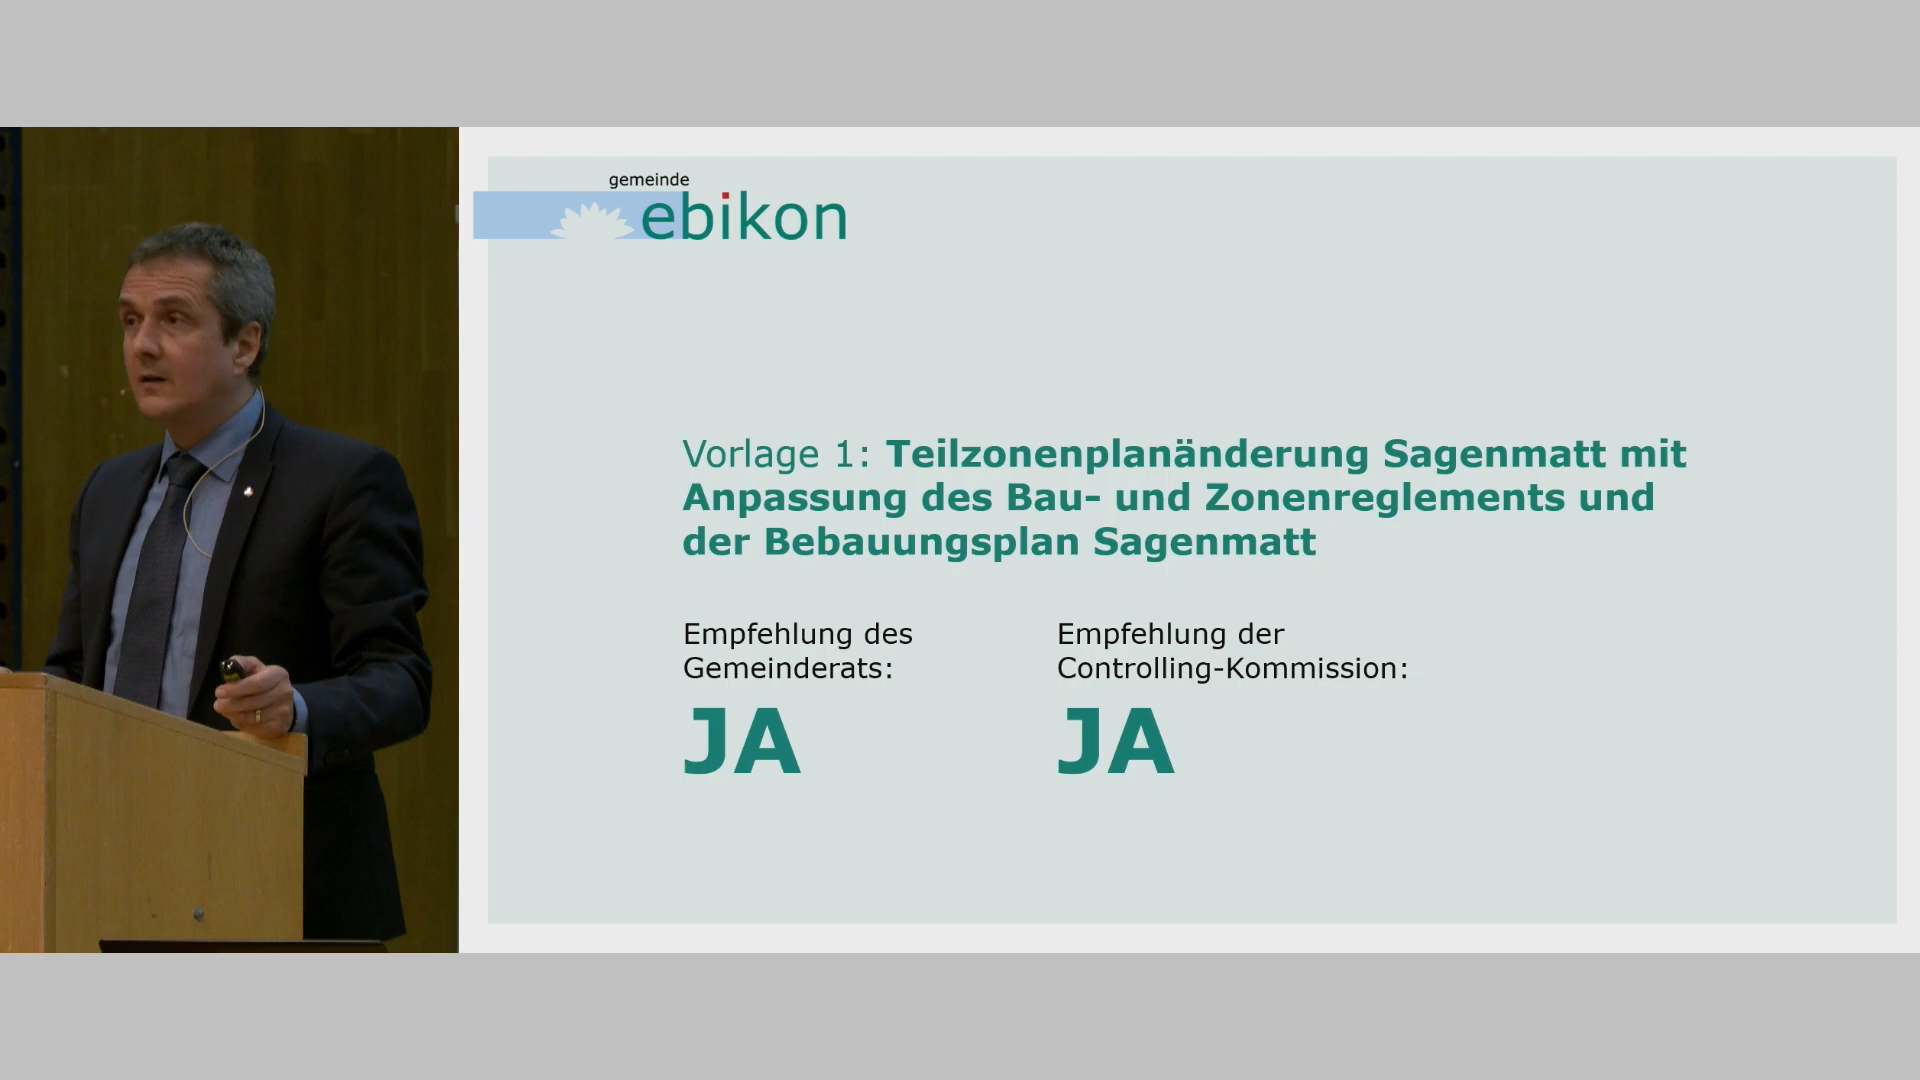 gemeinde
ebikon
Vorlage 1: Teilzonenplanänderung Sagenmatt mit
Anpassung des Bau- und Zonenreglements und
der Bebauungsplan Sagenmatt
Empfehlung des
Gemeinderats:
JA
Empfehlung der
Controlling-Kommission:
JA